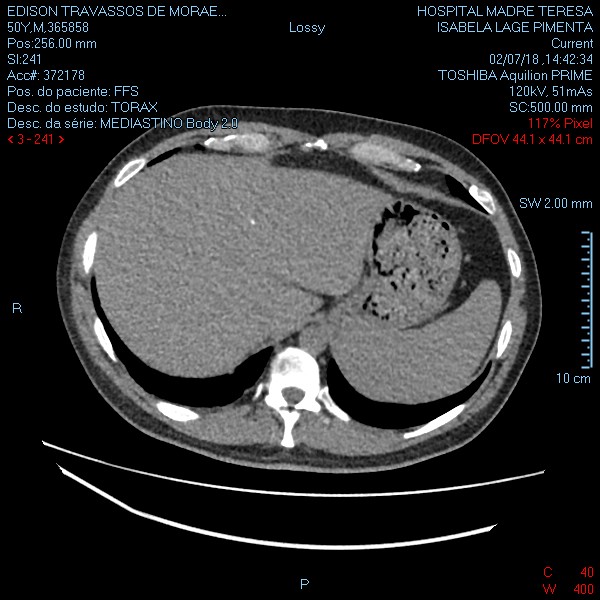 EDISON TRAVASSOS DE MORAE...
50Y,M,365858
Pos:256.00 mm
SI:241
Acc#: 372178
Pos. do paciente: FFS
Desc. do estudo: TORAX
Desc. da série: MEDIASTINO Body 2.0
< 3 - 241 >
Lossy
HOSPITAL MADRE TERESA
ISABELA LAGE PIMENTA
Current
02/07/18 ,14:42:34
TOSHIBA Aquilion PRIME
120kV, 51mAs
SC:500.00 mm
117% Pixel
DFOV 44.1 x 44.1 cm
SW 2.00 mm
R
10 cm
P
C 40
W 400